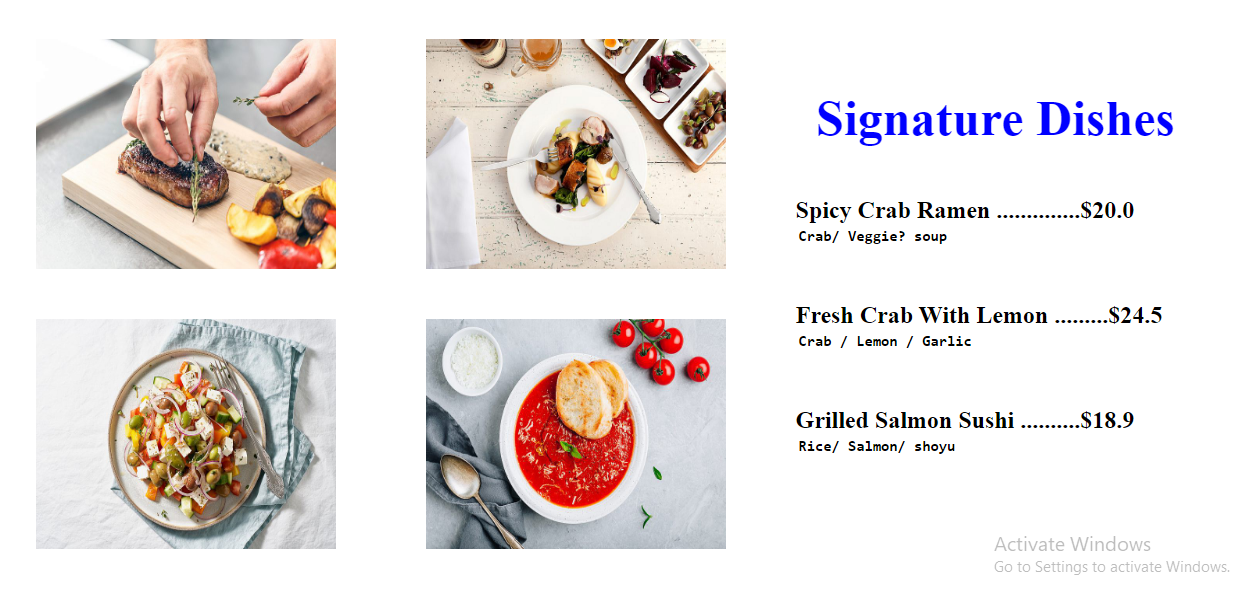 Signature Dishes
Spicy Crab Ramen ..............$20.0
Crab/ Veggie? soup
Fresh Crab With Lemon .........$24.5
Crab / Lemon / Garlic
Grilled Salmon Sushi ..........$18.9
Rice/ Salmon/ shoyu
Activate Windows
Go to Settings to activate Windows.